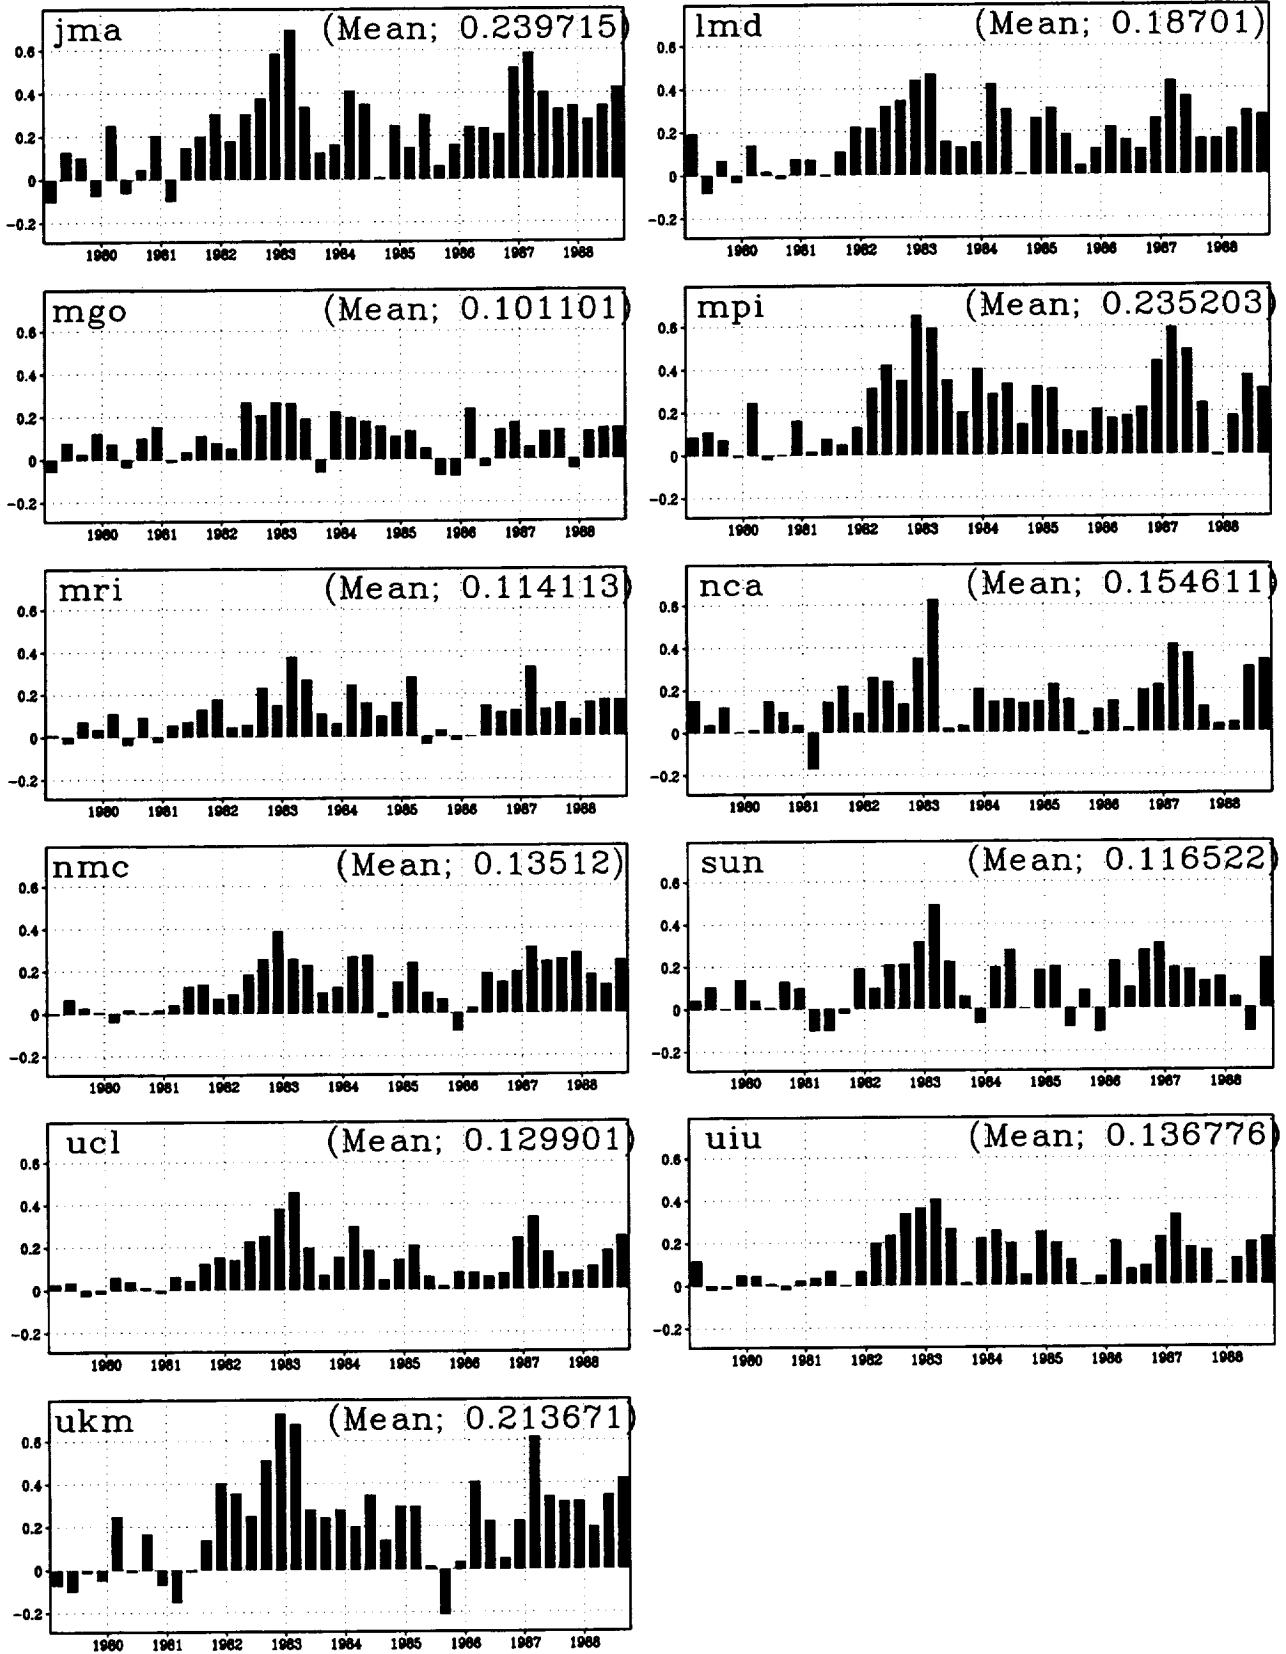 jma (Mean; 0.239715)
0.6
0.4
0.2
0
-0.2
1980 1981 1982 1983 1984 1985 1986 1987 1988
lmd (Mean; 0.18701)
0.6
0.4
0.2
0
-0.2
1980 1981 1982 1983 1984 1985 1986 1987 1988
mgo (Mean; 0.101101)
0.6
0.4
0.2
0
-0.2
1980 1981 1982 1983 1984 1985 1986 1987 1988
mpi (Mean; 0.235203)
0.6
0.4
0.2
0
-0.2
1980 1981 1982 1983 1984 1985 1986 1987 1988
mri (Mean; 0.114113)
0.6
0.4
0.2
0
-0.2
1980 1981 1982 1983 1984 1985 1986 1987 1988
nca (Mean; 0.154611)
0.6
0.4
0.2
0
-0.2
1980 1981 1982 1983 1984 1985 1986 1987 1988
nmc (Mean; 0.13512)
0.6
0.4
0.2
0
-0.2
1980 1981 1982 1983 1984 1985 1986 1987 1988
sun (Mean; 0.116522)
0.6
0.4
0.2
0
-0.2
1980 1981 1982 1983 1984 1985 1986 1987 1988
ucl (Mean; 0.129901)
0.6
0.4
0.2
0
-0.2
1980 1981 1982 1983 1984 1985 1986 1987 1988
uiu (Mean; 0.136776)
0.6
0.4
0.2
0
-0.2
1980 1981 1982 1983 1984 1985 1986 1987 1988
ukm (Mean; 0.213671)
0.6
0.4
0.2
0
-0.2
1980 1981 1982 1983 1984 1985 1986 1987 1988